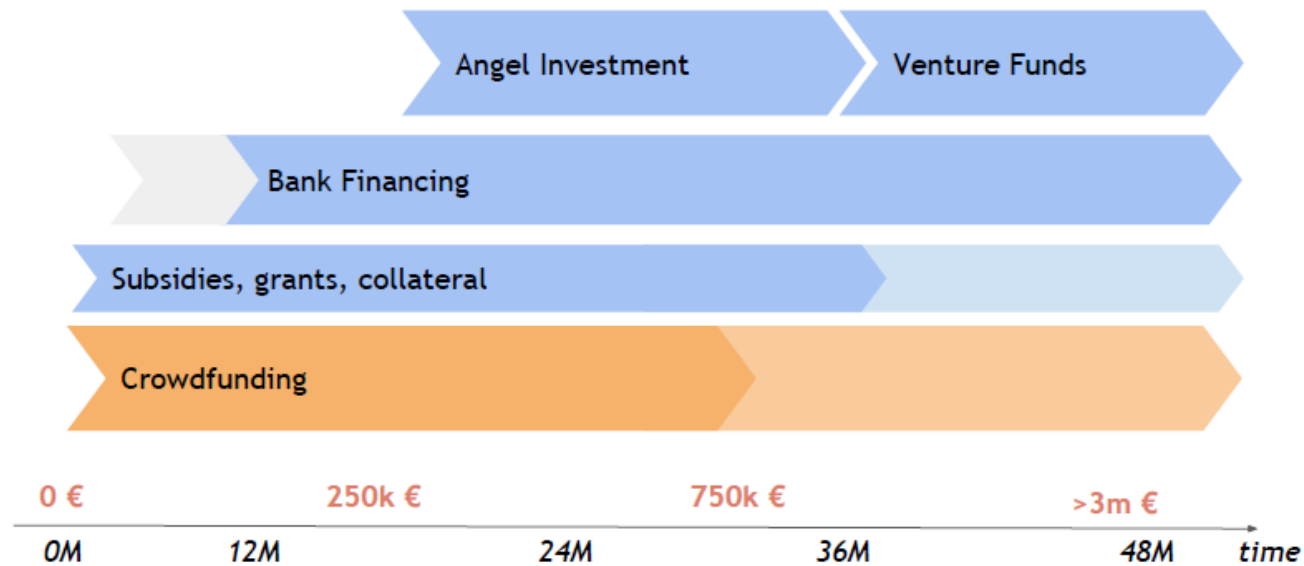 Angel Investment
Venture Funds
Bank Financing
Subsidies, grants, collateral
Crowdfunding
0 € 250k € 750k € >3m €
0M 12M 24M 36M 48M time